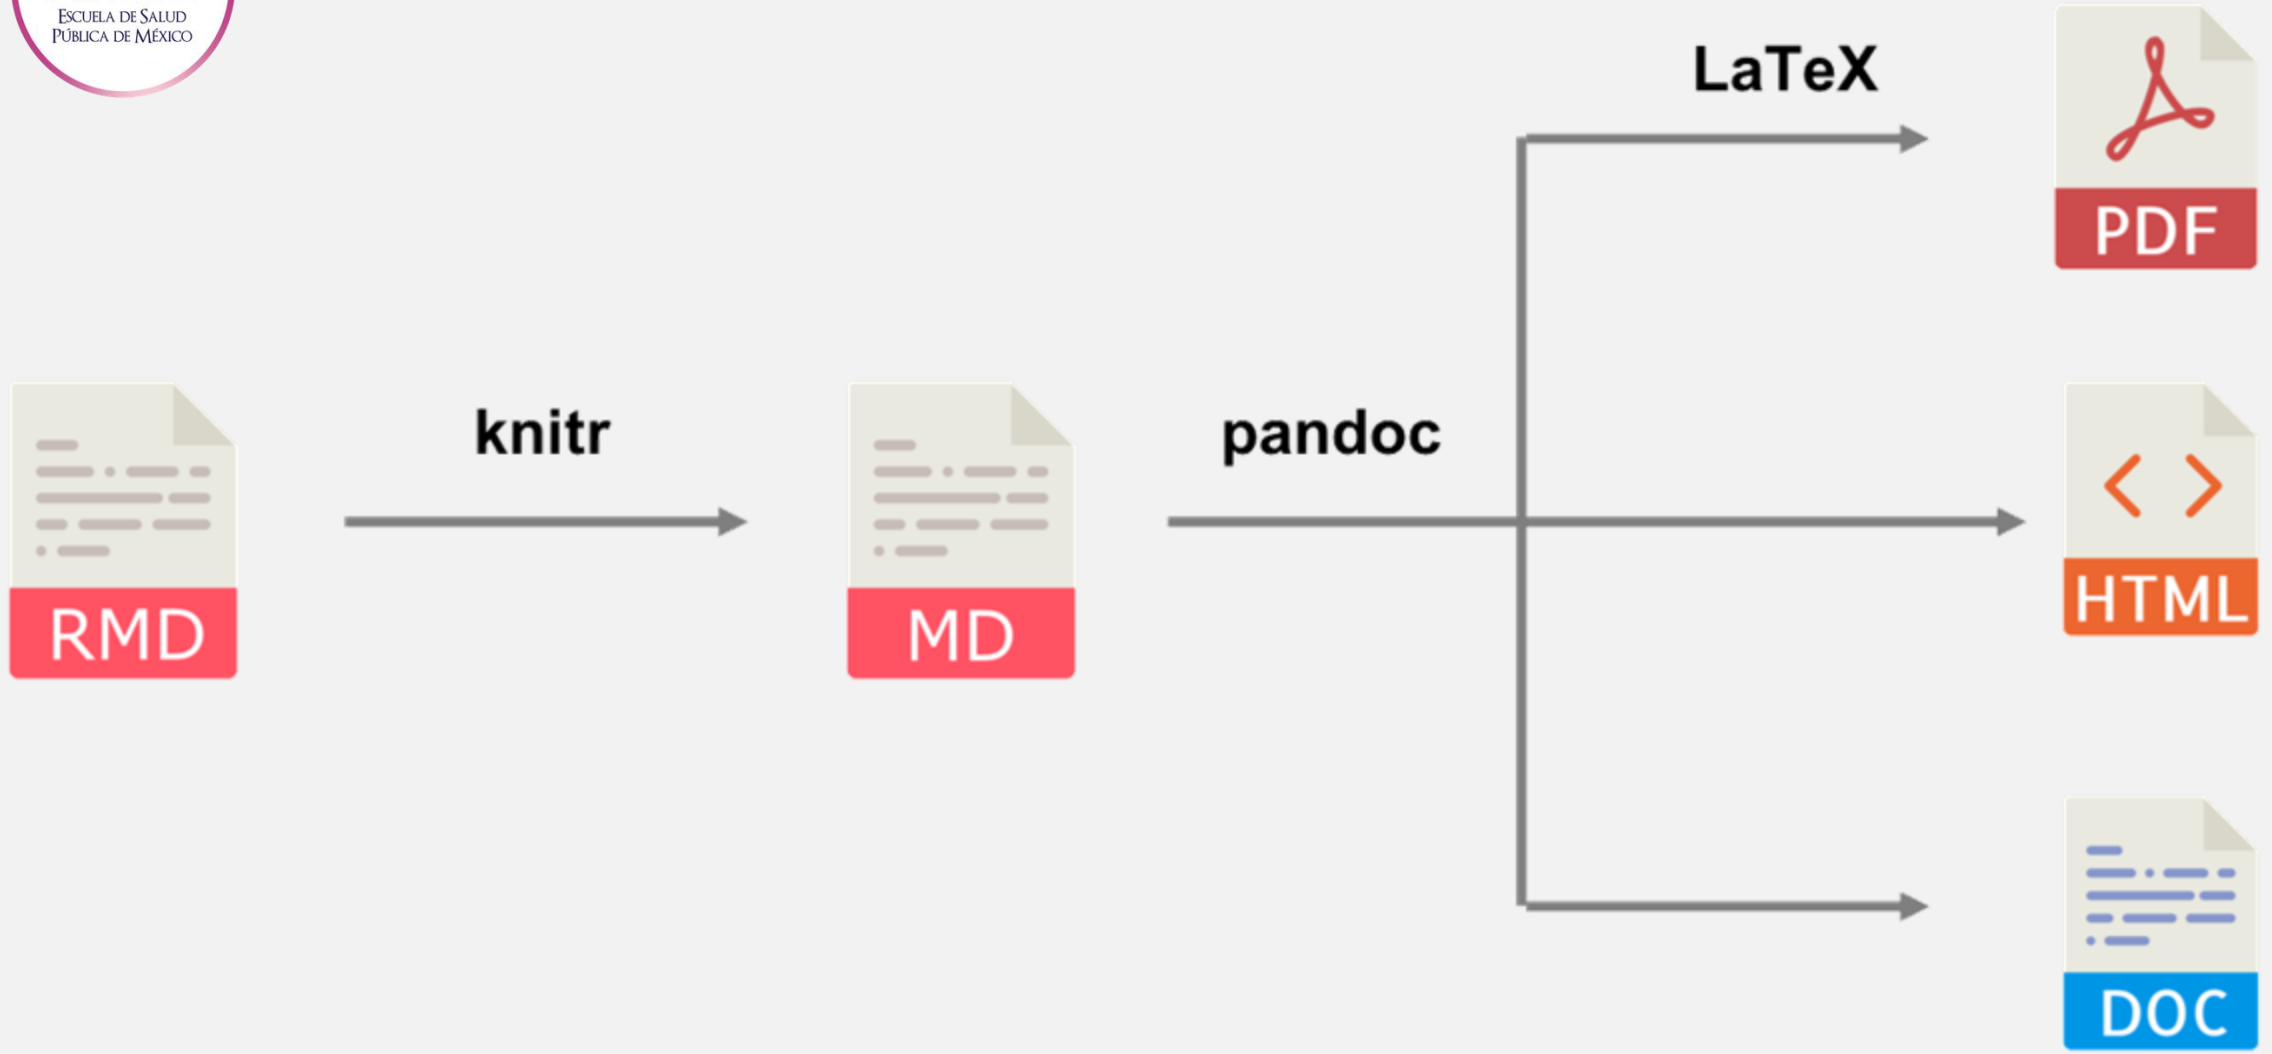 ESCUELA DE SALUD
PÚBLICA DE MÉXICO
LaTeX
PDF
knitr
pandoc
RMD
MD
HTML
DOC